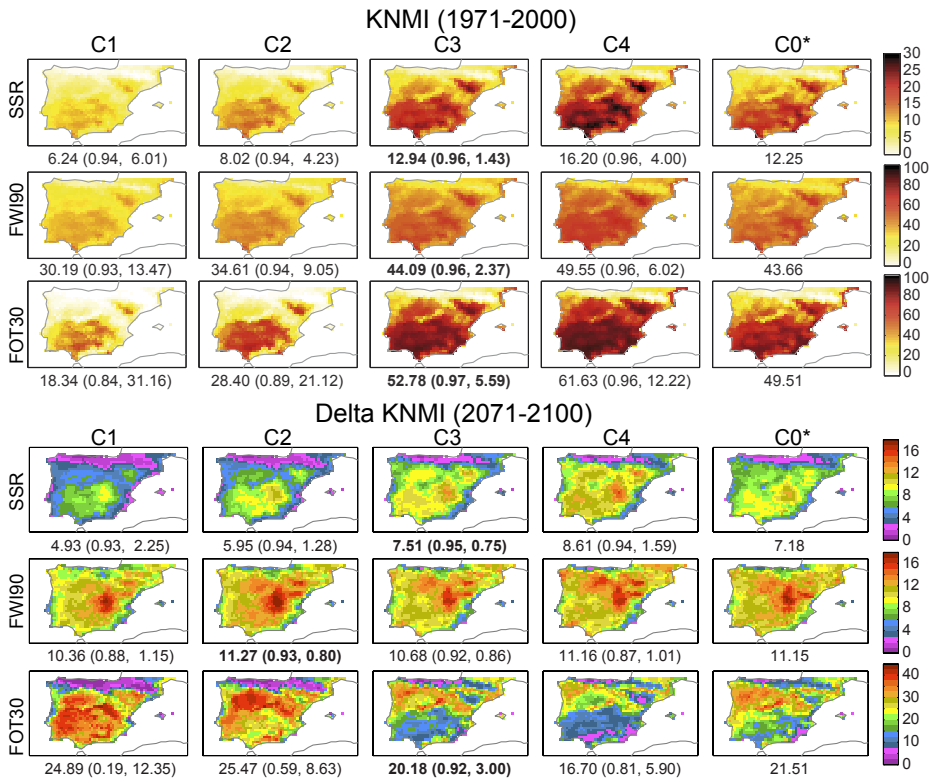 KNMI (1971-2000)
C1 C2 C3 C4 C0*
SSR
30
25
20
15
10
5
0
6.24 (0.94, 6.01) 8.02 (0.94, 4.23) 12.94 (0.96, 1.43) 16.20 (0.96, 4.00) 12.25
FWI90
100
80
60
40
20
0
30.19 (0.93, 13.47) 34.61 (0.94, 9.05) 44.09 (0.96, 2.37) 49.55 (0.96, 6.02) 43.66
FOT30
100
80
60
40
20
0
18.34 (0.84, 31.16) 28.40 (0.89, 21.12) 52.78 (0.97, 5.59) 61.63 (0.96, 12.22) 49.51
Delta KNMI (2071-2100)
C1 C2 C3 C4 C0*
SSR
16
12
8
4
0
4.93 (0.93, 2.25) 5.95 (0.94, 1.28) 7.51 (0.95, 0.75) 8.61 (0.94, 1.59) 7.18
FWI90
16
12
8
4
0
10.36 (0.88, 1.15) 11.27 (0.93, 0.80) 10.68 (0.92, 0.86) 11.16 (0.87, 1.01) 11.15
FOT30
40
30
20
10
0
24.89 (0.19, 12.35) 25.47 (0.59, 8.63) 20.18 (0.92, 3.00) 16.70 (0.81, 5.90) 21.51